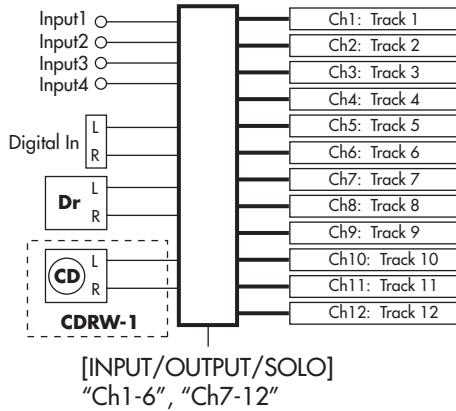 Input1
Input2
Input3
Input4
Digital In
L
R
Dr
L
R
CD
L
R
CDRW-1
Ch1: Track 1
Ch2: Track 2
Ch3: Track 3
Ch4: Track 4
Ch5: Track 5
Ch6: Track 6
Ch7: Track 7
Ch8: Track 8
Ch9: Track 9
Ch10: Track 10
Ch11: Track 11
Ch12: Track 12
[INPUT/OUTPUT/SOLO]
“Ch1-6”, “Ch7-12”